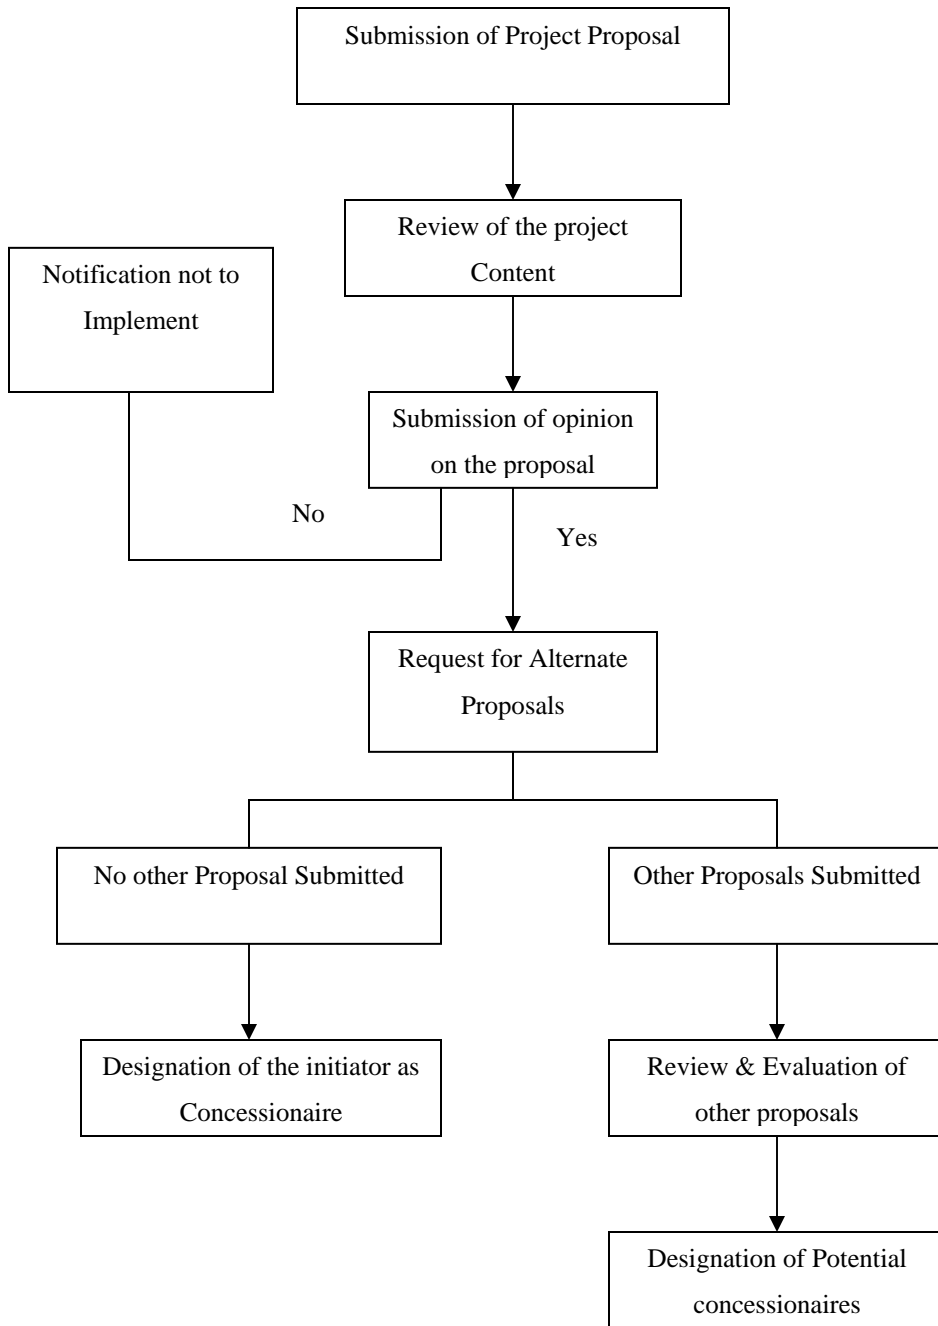 Submission of Project Proposal
Review of the project
Content
Notification not to
Implement
Submission of opinion
on the proposal
No
Yes
Request for Alternate
Proposals
No other Proposal Submitted
Other Proposals Submitted
Designation of the initiator as
Concessionaire
Review & Evaluation of
other proposals
Designation of Potential
concessionaires